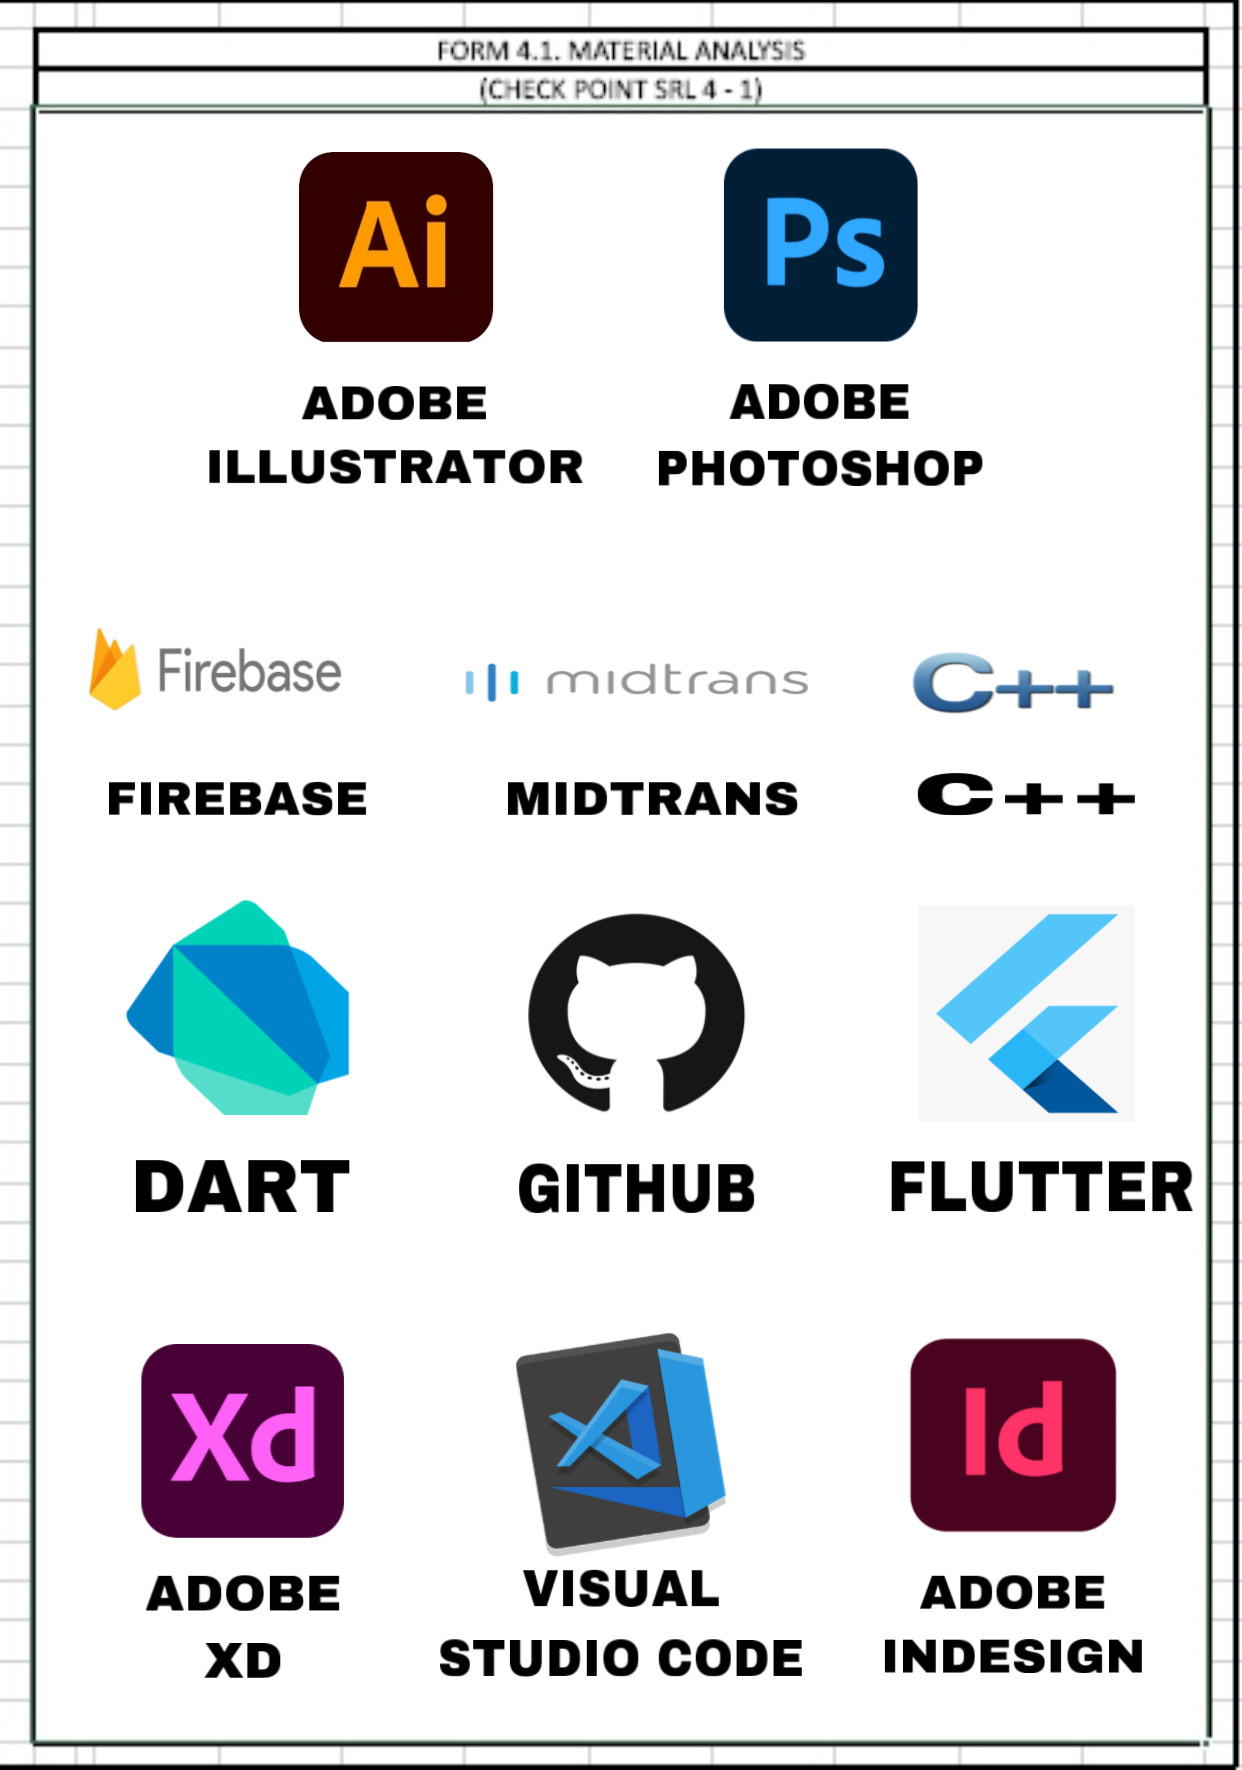 FORM 4.1. MATERIAL ANALYSIS
(CHECK POINT SRL 4 - 1)
Ai
Ps
ADOBE
ILLUSTRATOR
ADOBE
PHOTOSHOP
Firebase
midtrans
C++
FIREBASE
MIDTRANS
C++
DART
GITHUB
FLUTTER
Xd
Id
ADOBE
XD
VISUAL
STUDIO CODE
ADOBE
INDESIGN